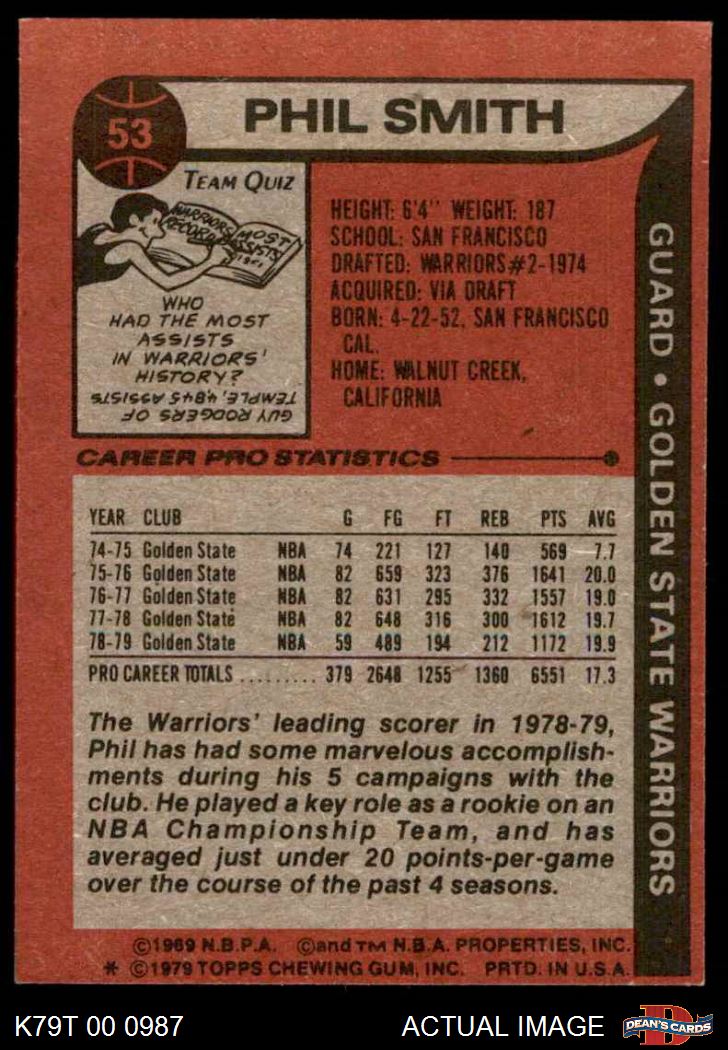 53
PHIL SMITH
TEAM QUIZ
WARRIORS RECORD
MOST ASSISTS
WHO
HAD THE MOST
ASSISTS
IN WARRIORS'
HISTORY?
GUY RODGERS OF
TEMPLE, 4845 ASSISTS
HEIGHT: 6'4" WEIGHT: 187
SCHOOL: SAN FRANCISCO
DRAFTED: WARRIORS #2-1974
ACQUIRED: VIA DRAFT
BORN: 4-22-52, SAN FRANCISCO
CAL.
HOME: WALNUT CREEK,
CALIFORNIA
GUARD • GOLDEN STATE WARRIORS
CAREER PRO STATISTICS
YEAR CLUB G FG FT REB PTS AVG
74-75 Golden State NBA 74 221 127 140 569 7.7
75-76 Golden State NBA 82 659 323 376 1641 20.0
76-77 Golden State NBA 82 631 295 332 1557 19.0
77-78 Golden State NBA 82 648 316 300 1612 19.7
78-79 Golden State NBA 59 489 194 212 1172 19.9
PRO CAREER TOTALS ......... 379 2648 1255 1360 6551 17.3
The Warriors' leading scorer in 1978-79,
Phil has had some marvelous accomplish-
ments during his 5 campaigns with the
club. He played a key role as a rookie on an
NBA Championship Team, and has
averaged just under 20 points-per-game
over the course of the past 4 seasons.
©1969 N.B.P.A. ©and TM N.B.A. PROPERTIES, INC.
* ©1979 TOPPS CHEWING GUM, INC. PRTD. IN U.S.A.
K79T 00 0987 ACTUAL IMAGE
DEAN'S CARDS